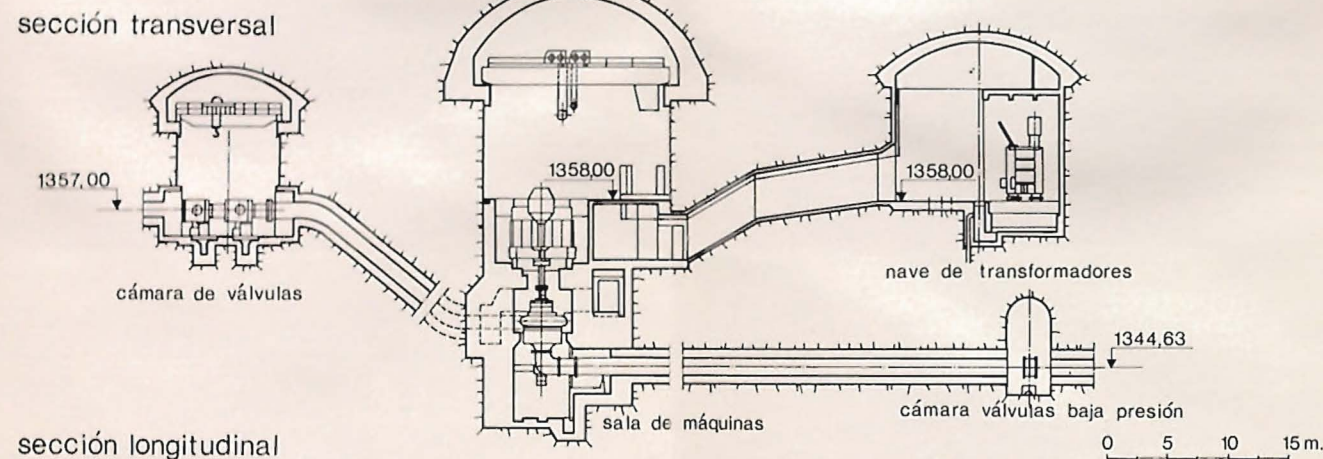 sección transversal
1357,00
1358,00
1358,00
cámara de válvulas
nave de transformadores
1344,63
sala de máquinas
cámara válvulas baja presión
sección longitudinal
0 5 10 15 m.